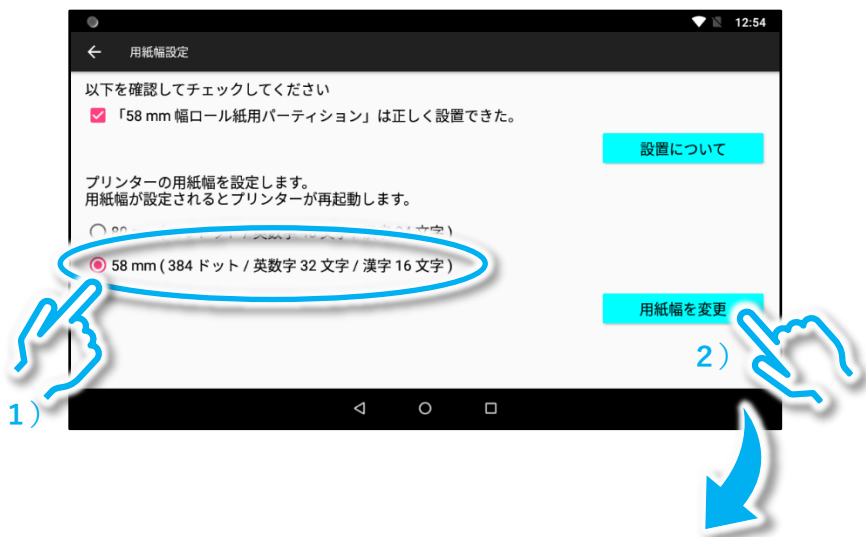 12:54
用紙幅設定
以下を確認してチェックしてください
「58 mm 幅ロール紙用パーティション」は正しく設置できた。
設置について
プリンターの用紙幅を設定します。
用紙幅が設定されるとプリンターが再起動します。
文字 )
58 mm ( 384 ドット / 英数字 32 文字 / 漢字 16 文字 )
用紙幅を変更
2）
1）